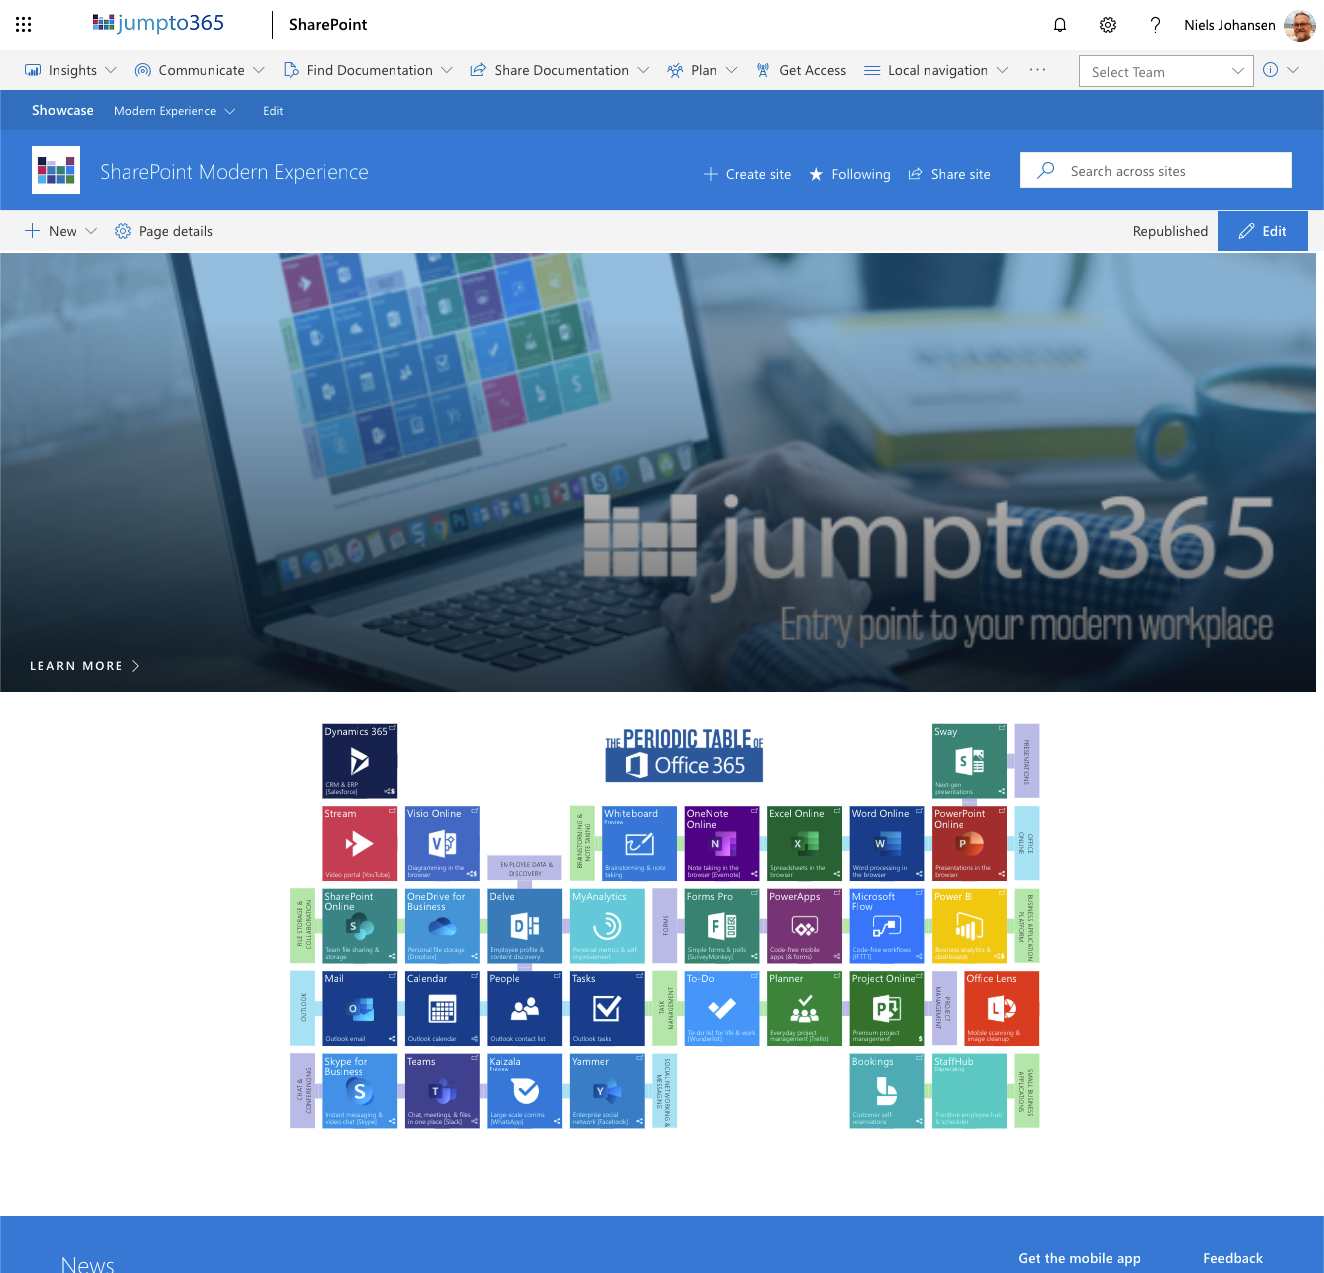 jumpto365
SharePoint
Niels Johansen
Insights
Communicate
Find Documentation
Share Documentation
Plan
Get Access
Local navigation
Select Team
Showcase
Modern Experience
Edit
SharePoint Modern Experience
Create site
Following
Share site
Search across sites
New
Page details
Republished
Edit
jumpto365
Entry point to your modern workplace
LEARN MORE
Dynamics 365
CRM & ERP
[Salesforce]
THE PERIODIC TABLE OF
Office 365
Sway
Next-gen
presentations
PRESENTATIONS
Stream
Video portal [YouTube]
Visio Online
Diagramming in the
browser
EMPLOYEE DATA &
DISCOVERY
BRAINSTORMING &
NOTE TAKING
Whiteboard
Preview
Brainstorming & note
taking
OneNote
Online
Note taking in the
browser [Evernote]
Excel Online
Spreadsheets in the
browser
Word Online
Word processing in
the browser
PowerPoint
Online
Presentations in the
browser
OFFICE
ONLINE
FILE STORAGE &
COLLABORATION
SharePoint
Online
Team file sharing &
storage
OneDrive for
Business
Personal file storage
[Dropbox]
Delve
Employee profile &
content discovery
MyAnalytics
Personal metrics & self-
improvement
FORMS
Forms Pro
Simple forms & polls
[SurveyMonkey]
PowerApps
Code-free mobile
apps (& forms)
Microsoft
Flow
Code-free workflows
[IFTTT]
Power BI
Business analytics &
dashboards
BUSINESS APPLICATION
PLATFORM
OUTLOOK
Mail
Outlook email
Calendar
Outlook calendar
People
Outlook contact list
Tasks
Outlook tasks
TASK
MANAGEMENT
To-Do
To-do list for life & work
[Wunderlist]
Planner
Everyday project
management [Trello]
Project Online
Premium project
management
PROJECT
MANAGEMENT
Office Lens
Mobile scanning &
image cleanup
CHAT &
CONFERENCING
Skype for
Business
Instant messaging &
video chat [Skype]
Teams
Chat, meetings, & files
in one place [Slack]
Kaizala
Preview
Large-scale comms
[WhatsApp]
Yammer
Enterprise social
network [Facebook]
SOCIAL NETWORKING &
MESSAGING
Bookings
Customer self-
reservations
StaffHub
Deprecating
Frontline employee hub
& scheduler
SMALL BUSINESS
APPLICATIONS
News
Get the mobile app
Feedback